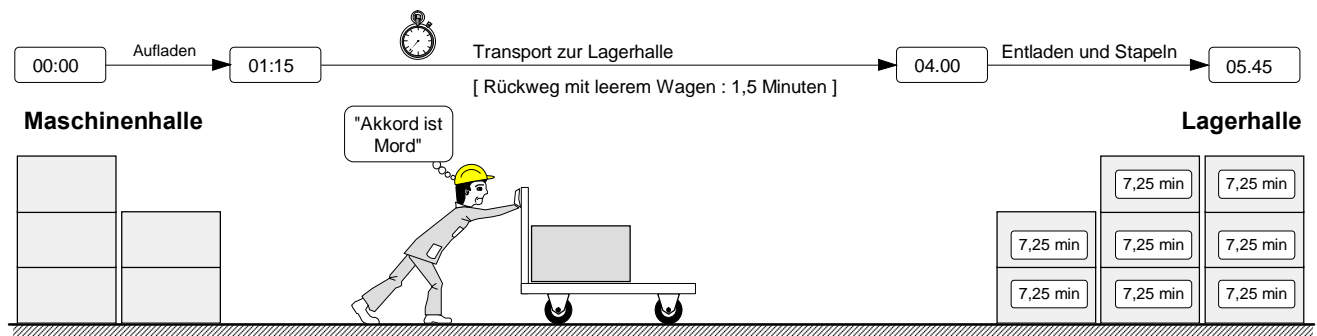 00:00
Aufladen
01:15
Transport zur Lagerhalle
[ Rückweg mit leerem Wagen : 1,5 Minuten ]
04.00
Entladen und Stapeln
05.45
Maschinenhalle
"Akkord ist
Mord"
Lagerhalle
7,25 min
7,25 min
7,25 min
7,25 min
7,25 min
7,25 min
7,25 min
7,25 min